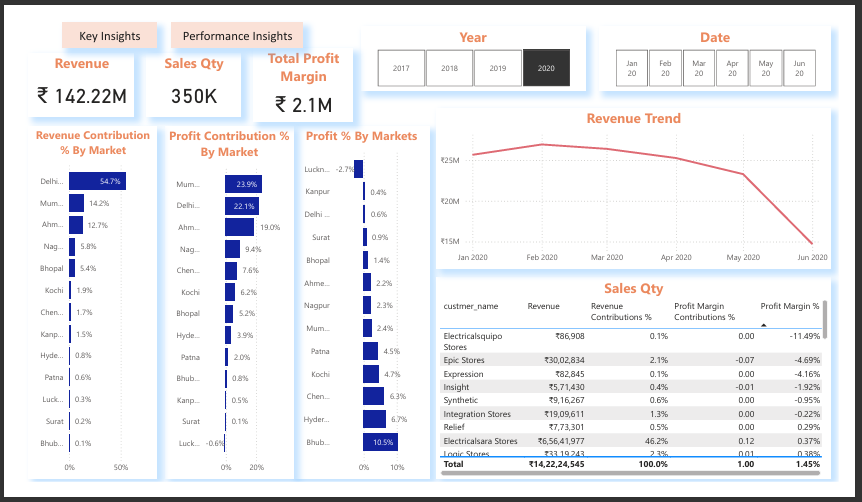 Key Insights
Performance Insights
Revenue
₹ 142.22M
Sales Qty
350K
Total Profit
Margin
₹ 2.1M
Year
2017
2018
2019
2020
Date
Jan
20
Feb
20
Mar
20
Apr
20
May
20
Jun
20
Revenue Contribution
% By Market
Delhi... 54.7%
Mum... 14.2%
Ahm... 12.7%
Nag... 5.8%
Bhopal 5.4%
Kochi 1.9%
Chen... 1.7%
Kanp... 1.5%
Hyde... 0.8%
Patna 0.6%
Luck... 0.3%
Surat 0.2%
Bhub... 0.1%
0% 50%
Profit Contribution %
By Market
Mum... 23.9%
Delhi... 22.1%
Ahm... 19.0%
Nag... 9.4%
Chen... 7.6%
Kochi 6.2%
Bhopal 5.2%
Hyde... 3.9%
Patna 2.0%
Bhub... 0.8%
Kanp... 0.5%
Surat 0.1%
Luck... -0.6%
0% 20%
Profit % By Markets
Luckn... -2.7%
Kanpur 0.4%
Delhi ... 0.6%
Surat 0.9%
Bhopal 1.4%
Ahme... 2.2%
Nagpur 2.3%
Mum... 2.4%
Patna 4.5%
Kochi 4.7%
Chen... 6.3%
Hyder... 6.7%
Bhub... 10.5%
0% 10%
Revenue Trend
₹25M
₹20M
₹15M
Jan 2020 Feb 2020 Mar 2020 Apr 2020 May 2020 Jun 2020
Sales Qty
custmer_name Revenue Revenue Profit Margin Profit Margin %
Contributions % Contributions %
Electricalsquipo ₹86,908 0.1% 0.00 -11.49%
Stores
Epic Stores ₹30,02,834 2.1% -0.07 -4.69%
Expression ₹82,845 0.1% 0.00 -4.16%
Insight ₹5,71,430 0.4% -0.01 -1.92%
Synthetic ₹9,16,267 0.6% 0.00 -0.95%
Integration Stores ₹19,09,611 1.3% 0.00 -0.22%
Relief ₹7,73,301 0.5% 0.00 0.29%
Electricalsara Stores ₹6,56,41,977 46.2% 0.12 0.37%
Logic Stores ₹33,19,243 2.3% 0.01 0.38%
Total ₹14,22,24,545 100.0% 1.00 1.45%